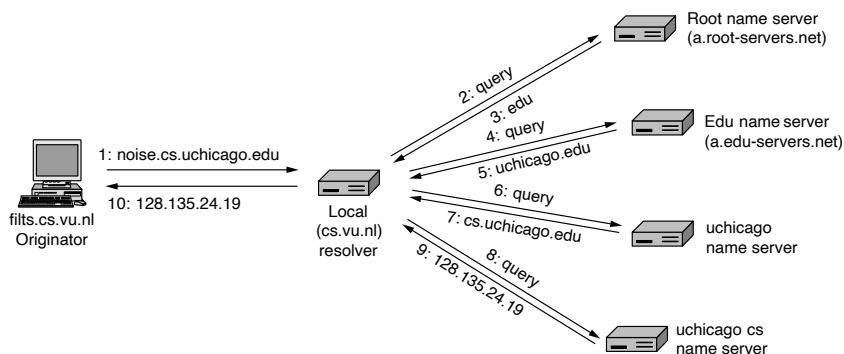 Root name server
(a.root-servers.net)
2: query
3: edu
Edu name server
(a.edu-servers.net)
4: query
5: uchicago.edu
1: noise.cs.uchicago.edu
10: 128.135.24.19
filts.cs.vu.nl
Originator
Local
(cs.vu.nl)
resolver
6: query
7: cs.uchicago.edu
uchicago
name server
8: query
9: 128.135.24.19
uchicago cs
name server